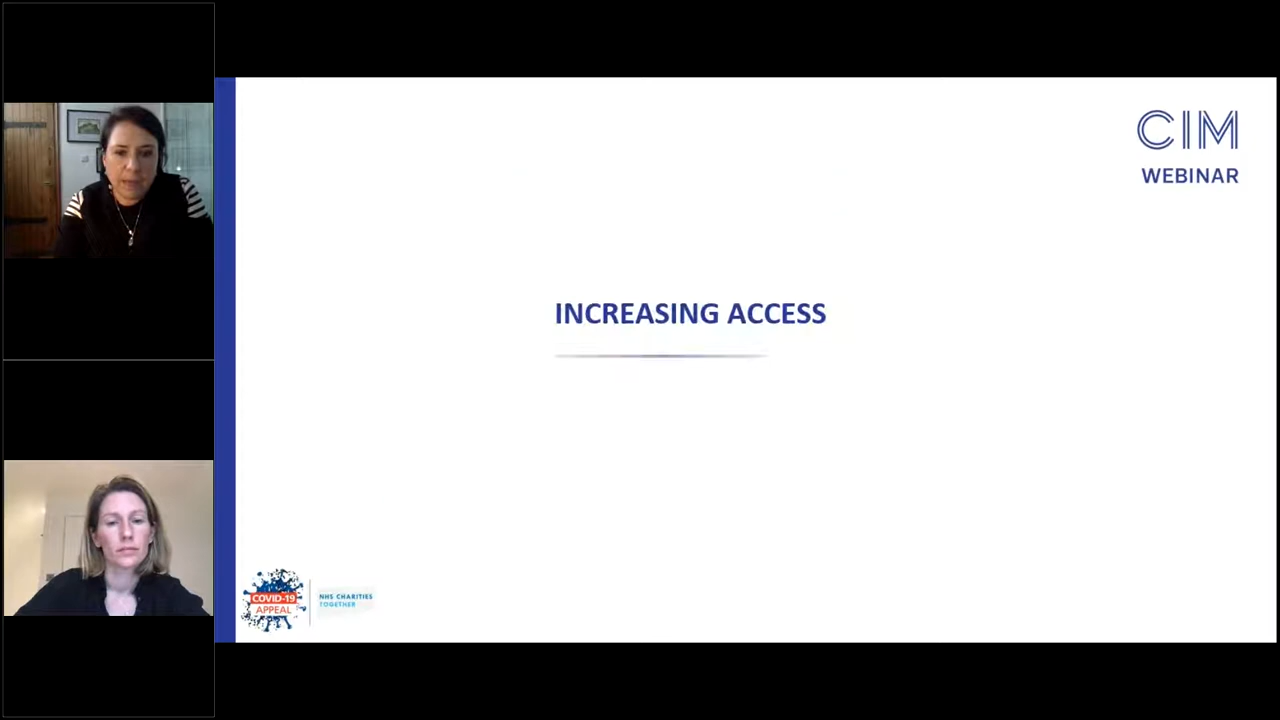 CIM
WEBINAR
INCREASING ACCESS
COVID-19
APPEAL
NHS CHARITIES
TOGETHER